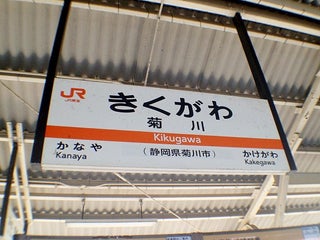 JR
JR東海
きくがわ
菊川
Kikugawa
かなや
Kanaya
(静岡県菊川市)
かけがわ
Kakegawa